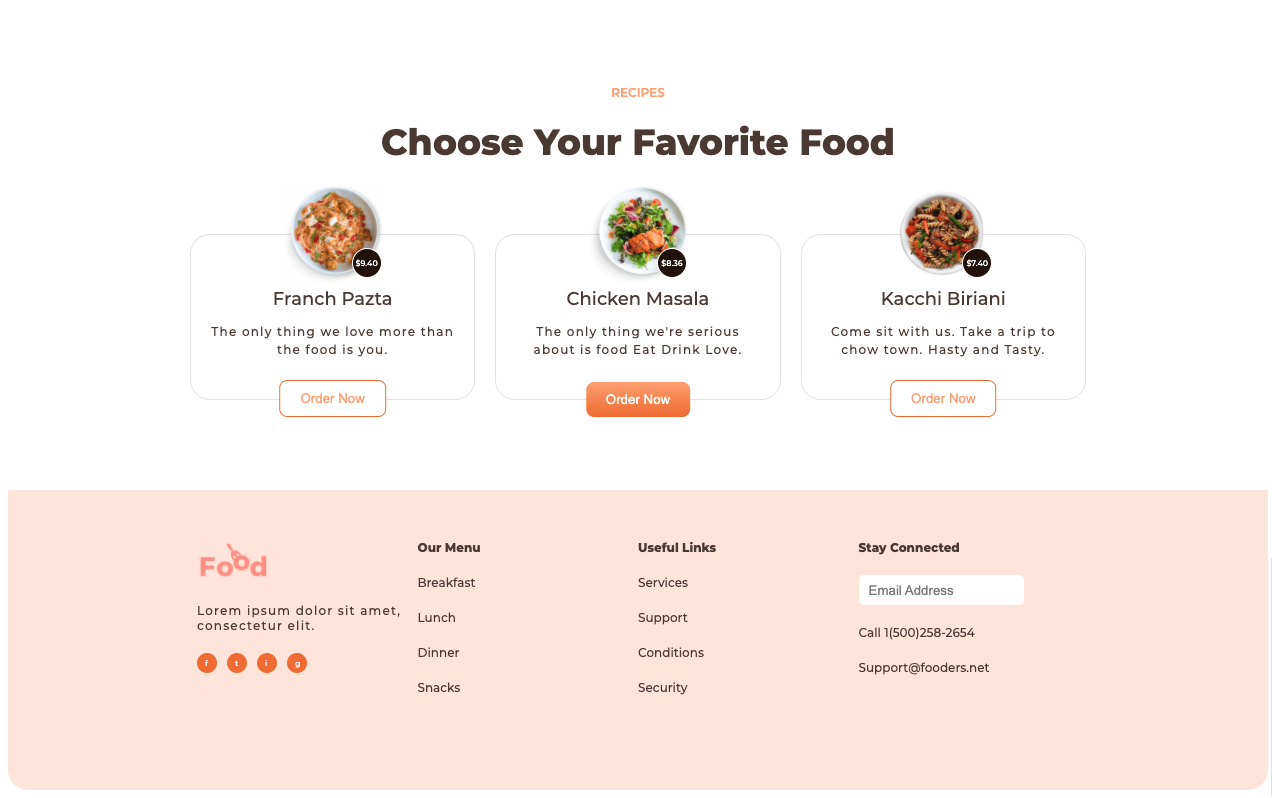 RECIPES
Choose Your Favorite Food
$9.40
Franch Pazta
The only thing we love more than
the food is you.
Order Now
$8.36
Chicken Masala
The only thing we're serious
about is food Eat Drink Love.
Order Now
$7.40
Kacchi Biriani
Come sit with us. Take a trip to
chow town. Hasty and Tasty.
Order Now
Food
Lorem ipsum dolor sit amet,
consectetur elit.
f t i g
Our Menu
Breakfast
Lunch
Dinner
Snacks
Useful Links
Services
Support
Conditions
Security
Stay Connected
Email Address
Call 1(500)258-2654
Support@fooders.net